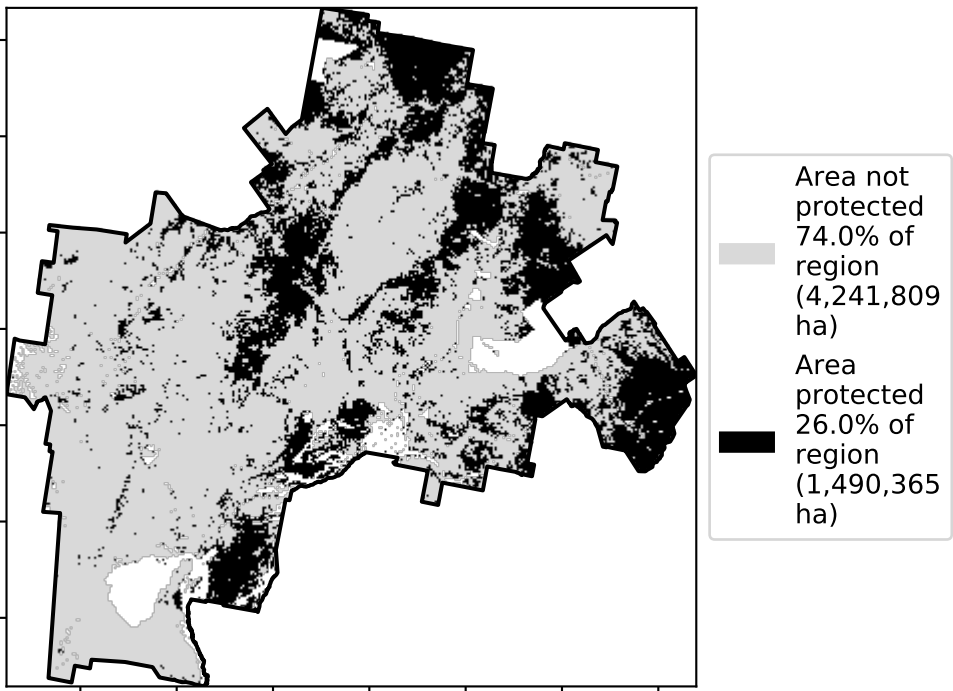 Area not
protected
74.0% of
region
(4,241,809
ha)
Area
protected
26.0% of
region
(1,490,365
ha)